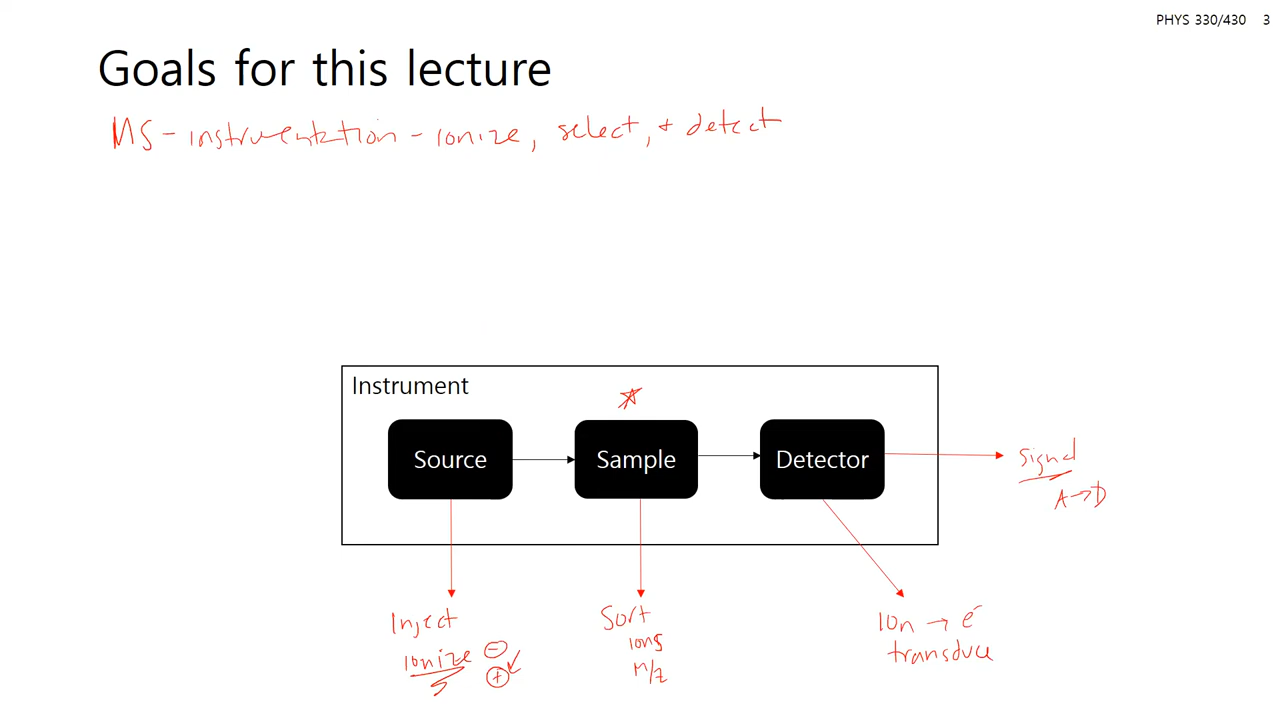 PHYS 330/430 3
Goals for this lecture
MS - instrumentation - ionize, select, + detect
Instrument
Source
Sample
Detector
signal
A → D
Inject
ionize
Sort
ions
m/z
Ion → e⁻
transduce